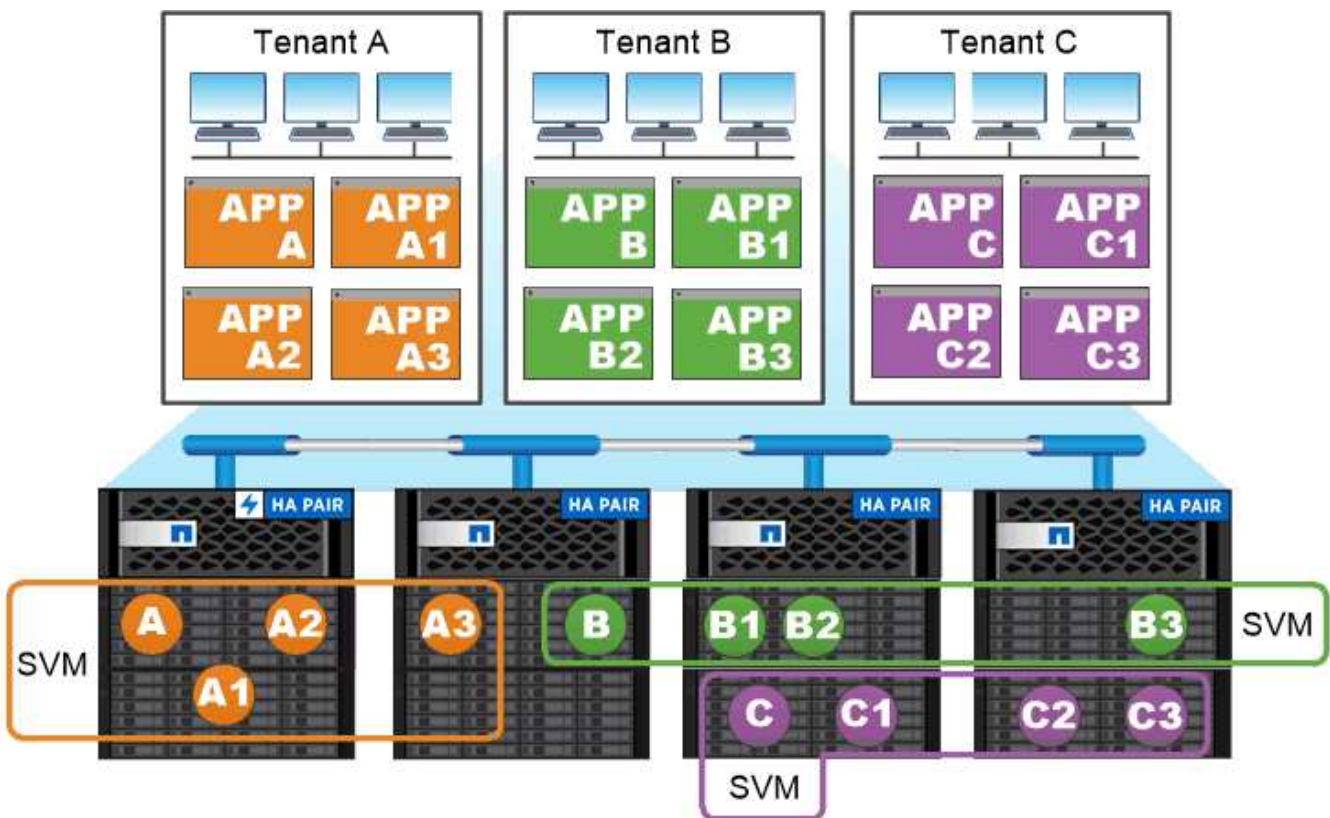 Tenant A
Tenant B
Tenant C
APP A
APP A1
APP B
APP B1
APP C
APP C1
APP A2
APP A3
APP B2
APP B3
APP C2
APP C3
HA PAIR
HA PAIR
HA PAIR
HA PAIR
A
A2
A3
B
B1
B2
B3
SVM
SVM
A1
C
C1
C2
C3
SVM